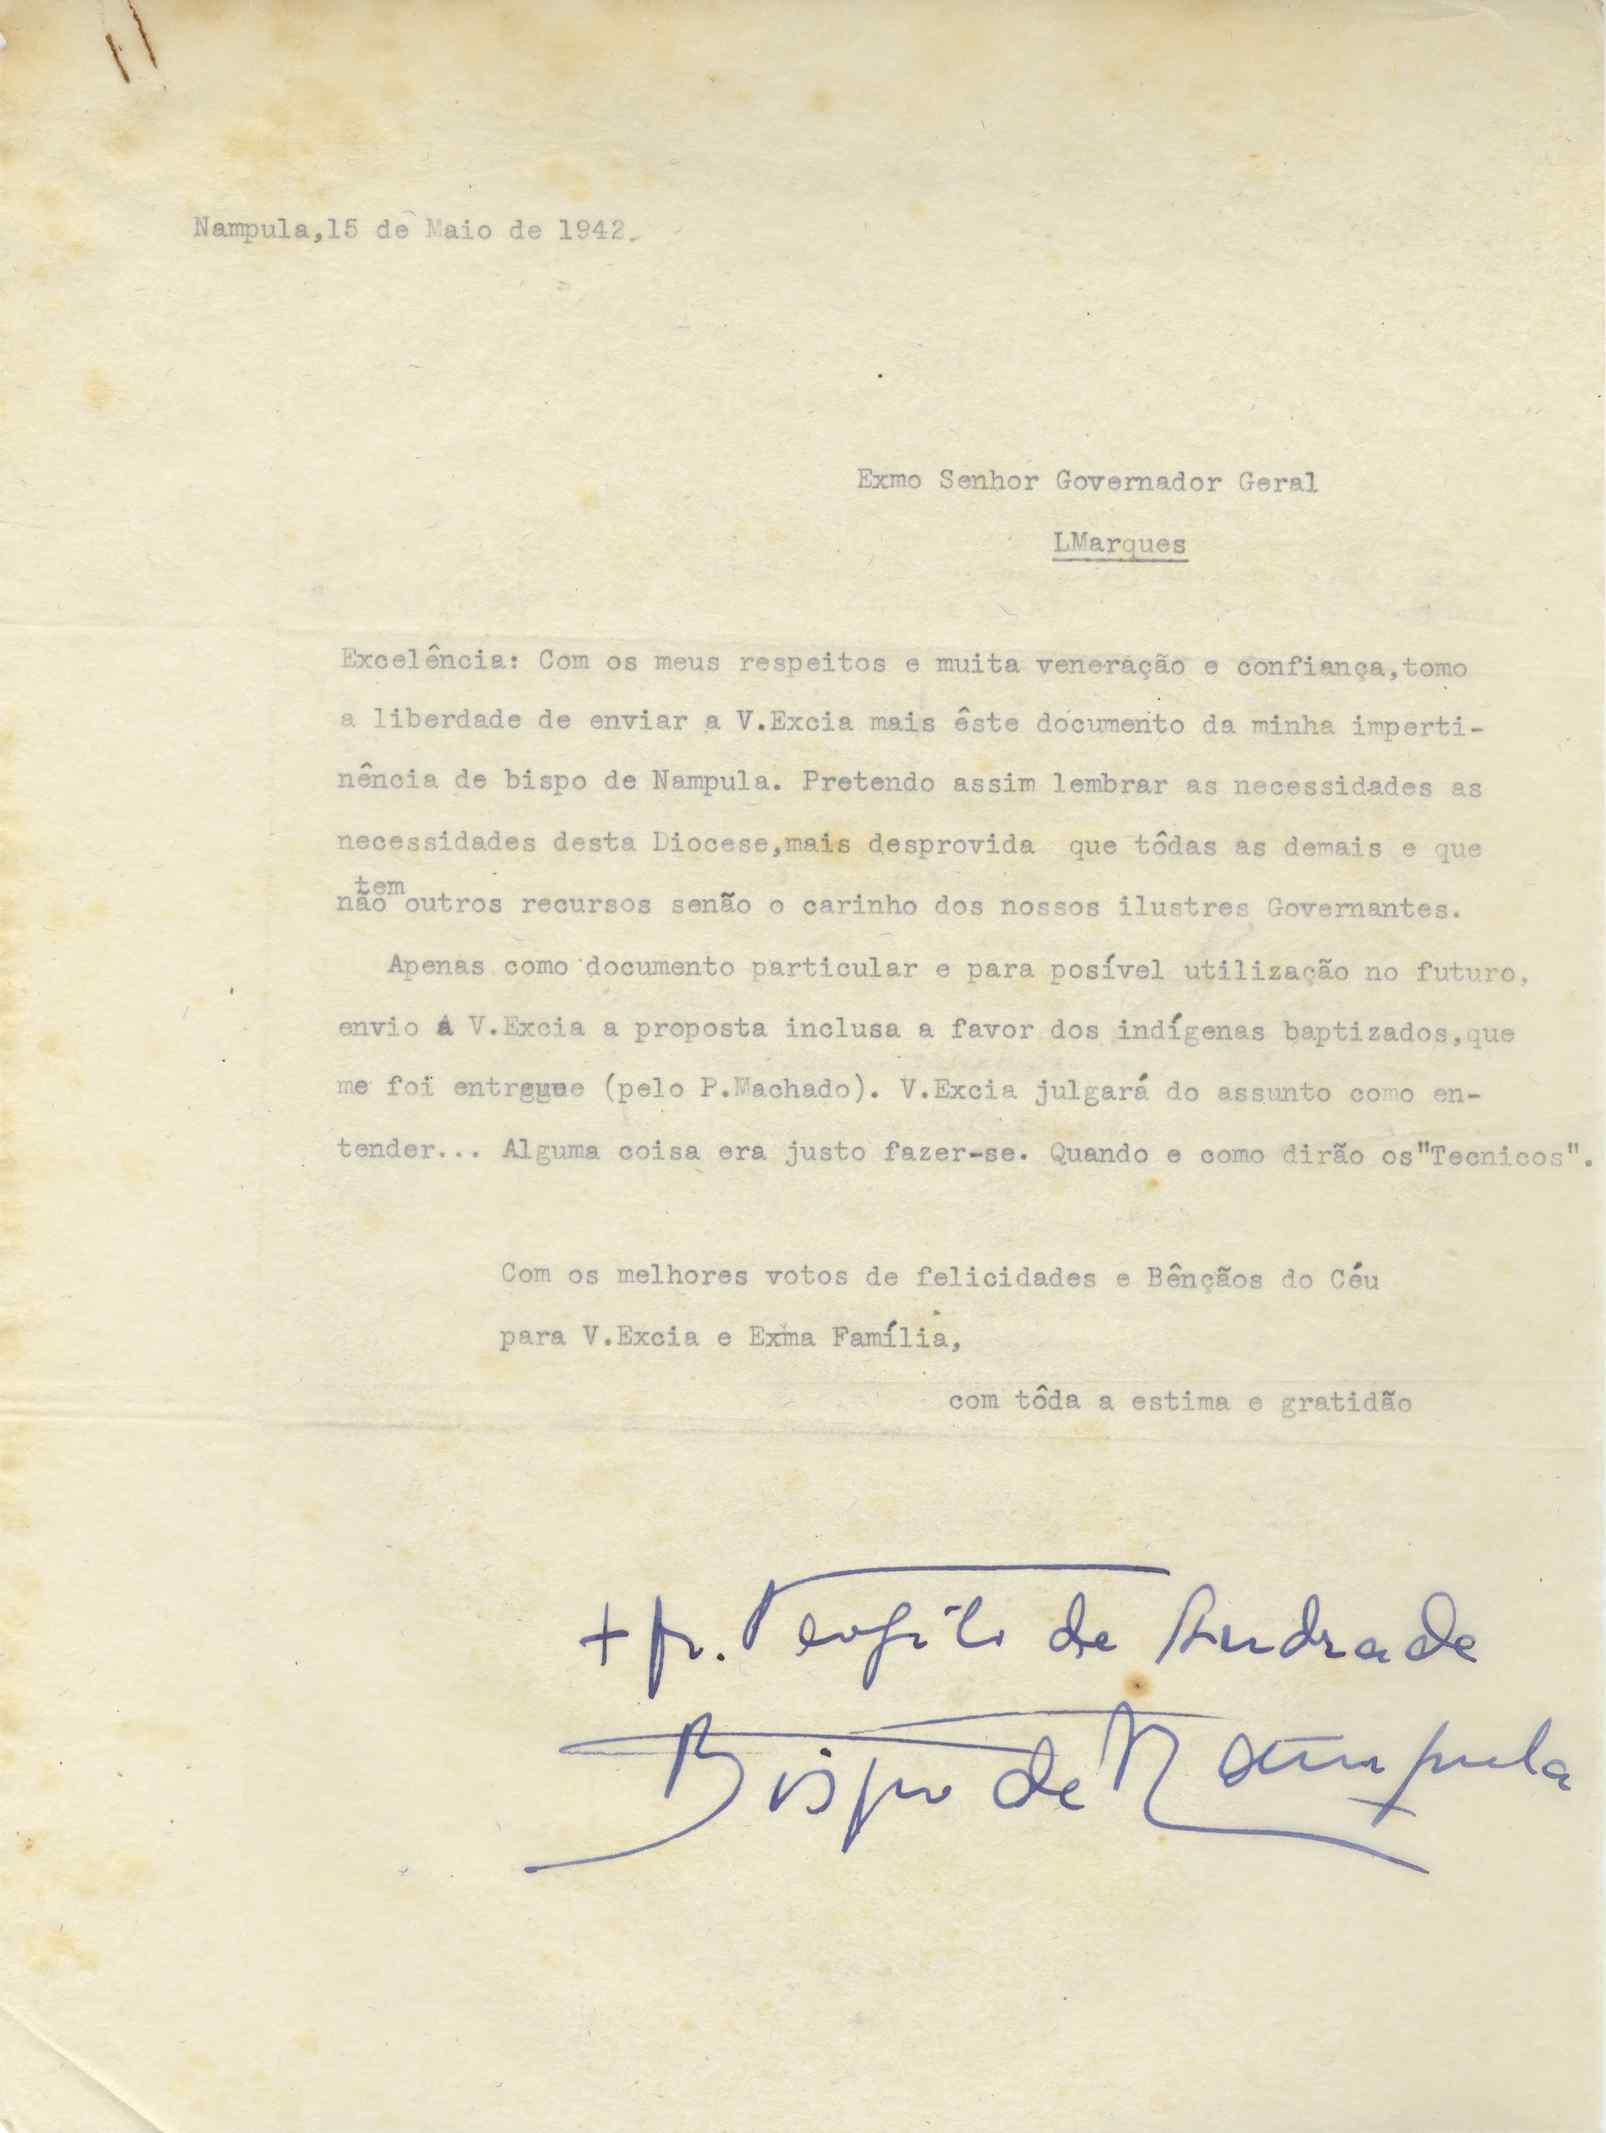 Nampula,15 de Maio de 1942.
Exmo Senhor Governador Geral
LMarques
Excelência: Com os meus respeitos e muita veneração e confiança,tomo
a liberdade de enviar a V.Excia mais êste documento da minha imperti-
nência de bispo de Nampula. Pretendo assim lembrar as necessidades as
necessidades desta Diocese,mais desprovida que tôdas as demais e que
não tem outros recursos senão o carinho dos nossos ilustres Governantes.
Apenas como documento particular e para posível utilização no futuro,
envio A V.Excia a proposta inclusa a favor dos indígenas baptizados,que
me foi entregue (pelo P.Machado). V.Excia julgará do assunto como en-
tender... Alguma coisa era justo fazer-se. Quando e como dirão os"Tecnicos".
Com os melhores votos de felicidades e Bênçãos do Céu
para V.Excia e Exma Família,
com tôda a estima e gratidão
+ fr. Teofilo de Andrade
Bispo de Nampula